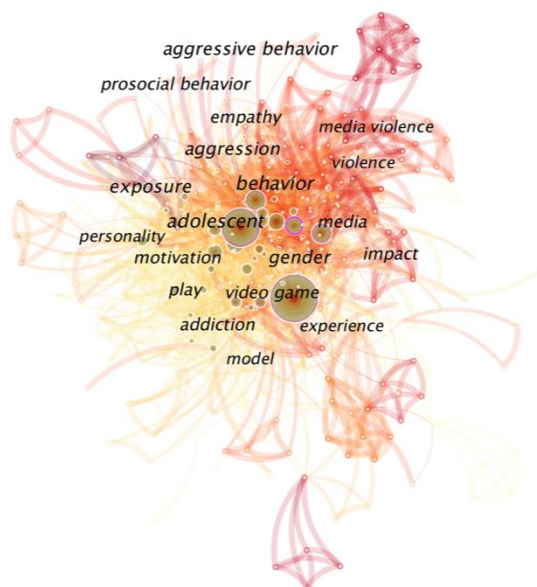 aggressive behavior
prosocial behavior
empathy
media violence
aggression
violence
exposure
behavior
adolescent
media
personality
motivation
gender
impact
play
video game
addiction
experience
model